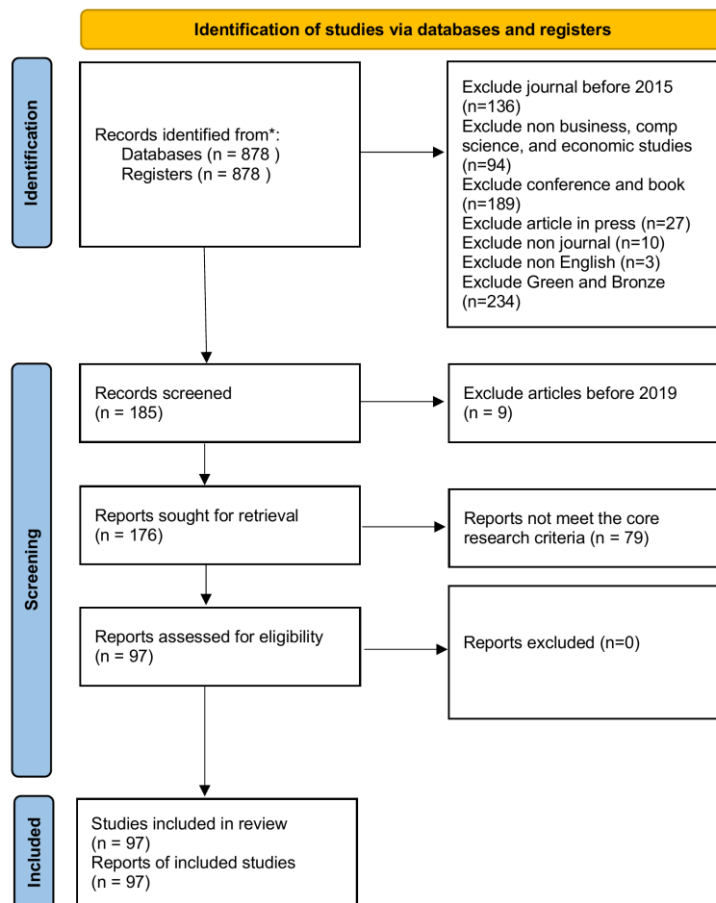 Identification of studies via databases and registers
Identification
Records identified from*:
Databases (n = 878 )
Registers (n = 878 )
Exclude journal before 2015
(n=136)
Exclude non business, comp
science, and economic studies
(n=94)
Exclude conference and book
(n=189)
Exclude article in press (n=27)
Exclude non journal (n=10)
Exclude non English (n=3)
Exclude Green and Bronze
(n=234)
Screening
Records screened
(n = 185)
Exclude articles before 2019
(n = 9)
Reports sought for retrieval
(n = 176)
Reports not meet the core
research criteria (n = 79)
Reports assessed for eligibility
(n = 97)
Reports excluded (n=0)
Included
Studies included in review
(n = 97)
Reports of included studies
(n = 97)